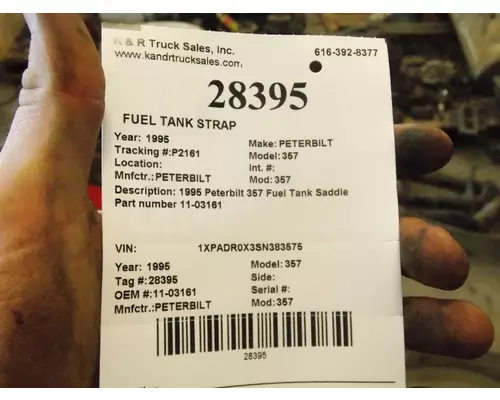 K & R Truck Sales, Inc. 616-392-8377
www.kandrtrucksales.com
28395
FUEL TANK STRAP
Year: 1995 Make: PETERBILT
Tracking #:P2161 Model: 357
Location: Int. #:
Mnfctr.:PETERBILT Mod: 357
Description: 1995 Peterbilt 357 Fuel Tank Saddle
Part number 11-03161
VIN: 1XPADR0X3SN383575
Year: 1995 Model: 357
Tag #:28395 Side:
OEM #:11-03161 Serial #:
Mnfctr.:PETERBILT Mod:357
28395